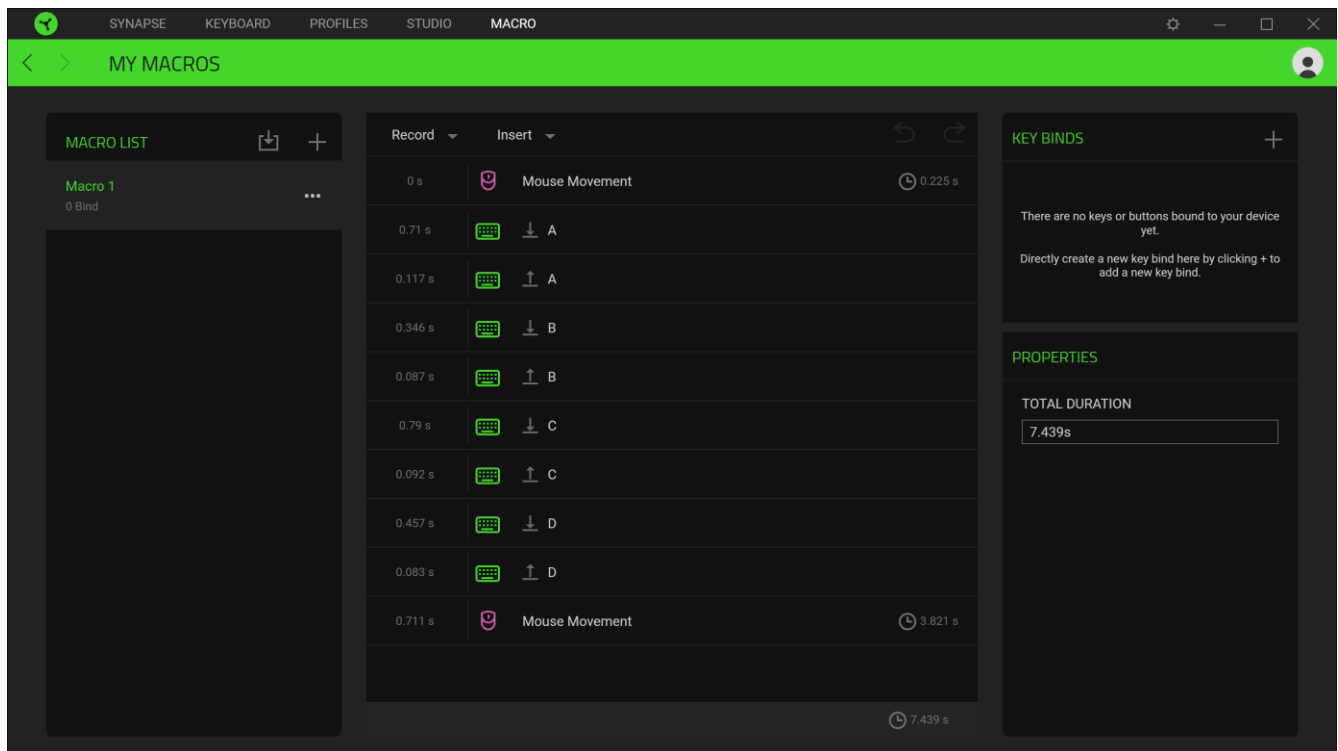 SYNAPSE KEYBOARD PROFILES STUDIO MACRO
MY MACROS
MACRO LIST
Macro 1
0 Bind
Record Insert
0 s Mouse Movement 0.225 s
0.71 s A
0.117 s A
0.346 s B
0.087 s B
0.79 s C
0.092 s C
0.457 s D
0.083 s D
0.711 s Mouse Movement 3.821 s
7.439 s
KEY BINDS
There are no keys or buttons bound to your device
yet.
Directly create a new key bind here by clicking + to
add a new key bind.
PROPERTIES
TOTAL DURATION
7.439s